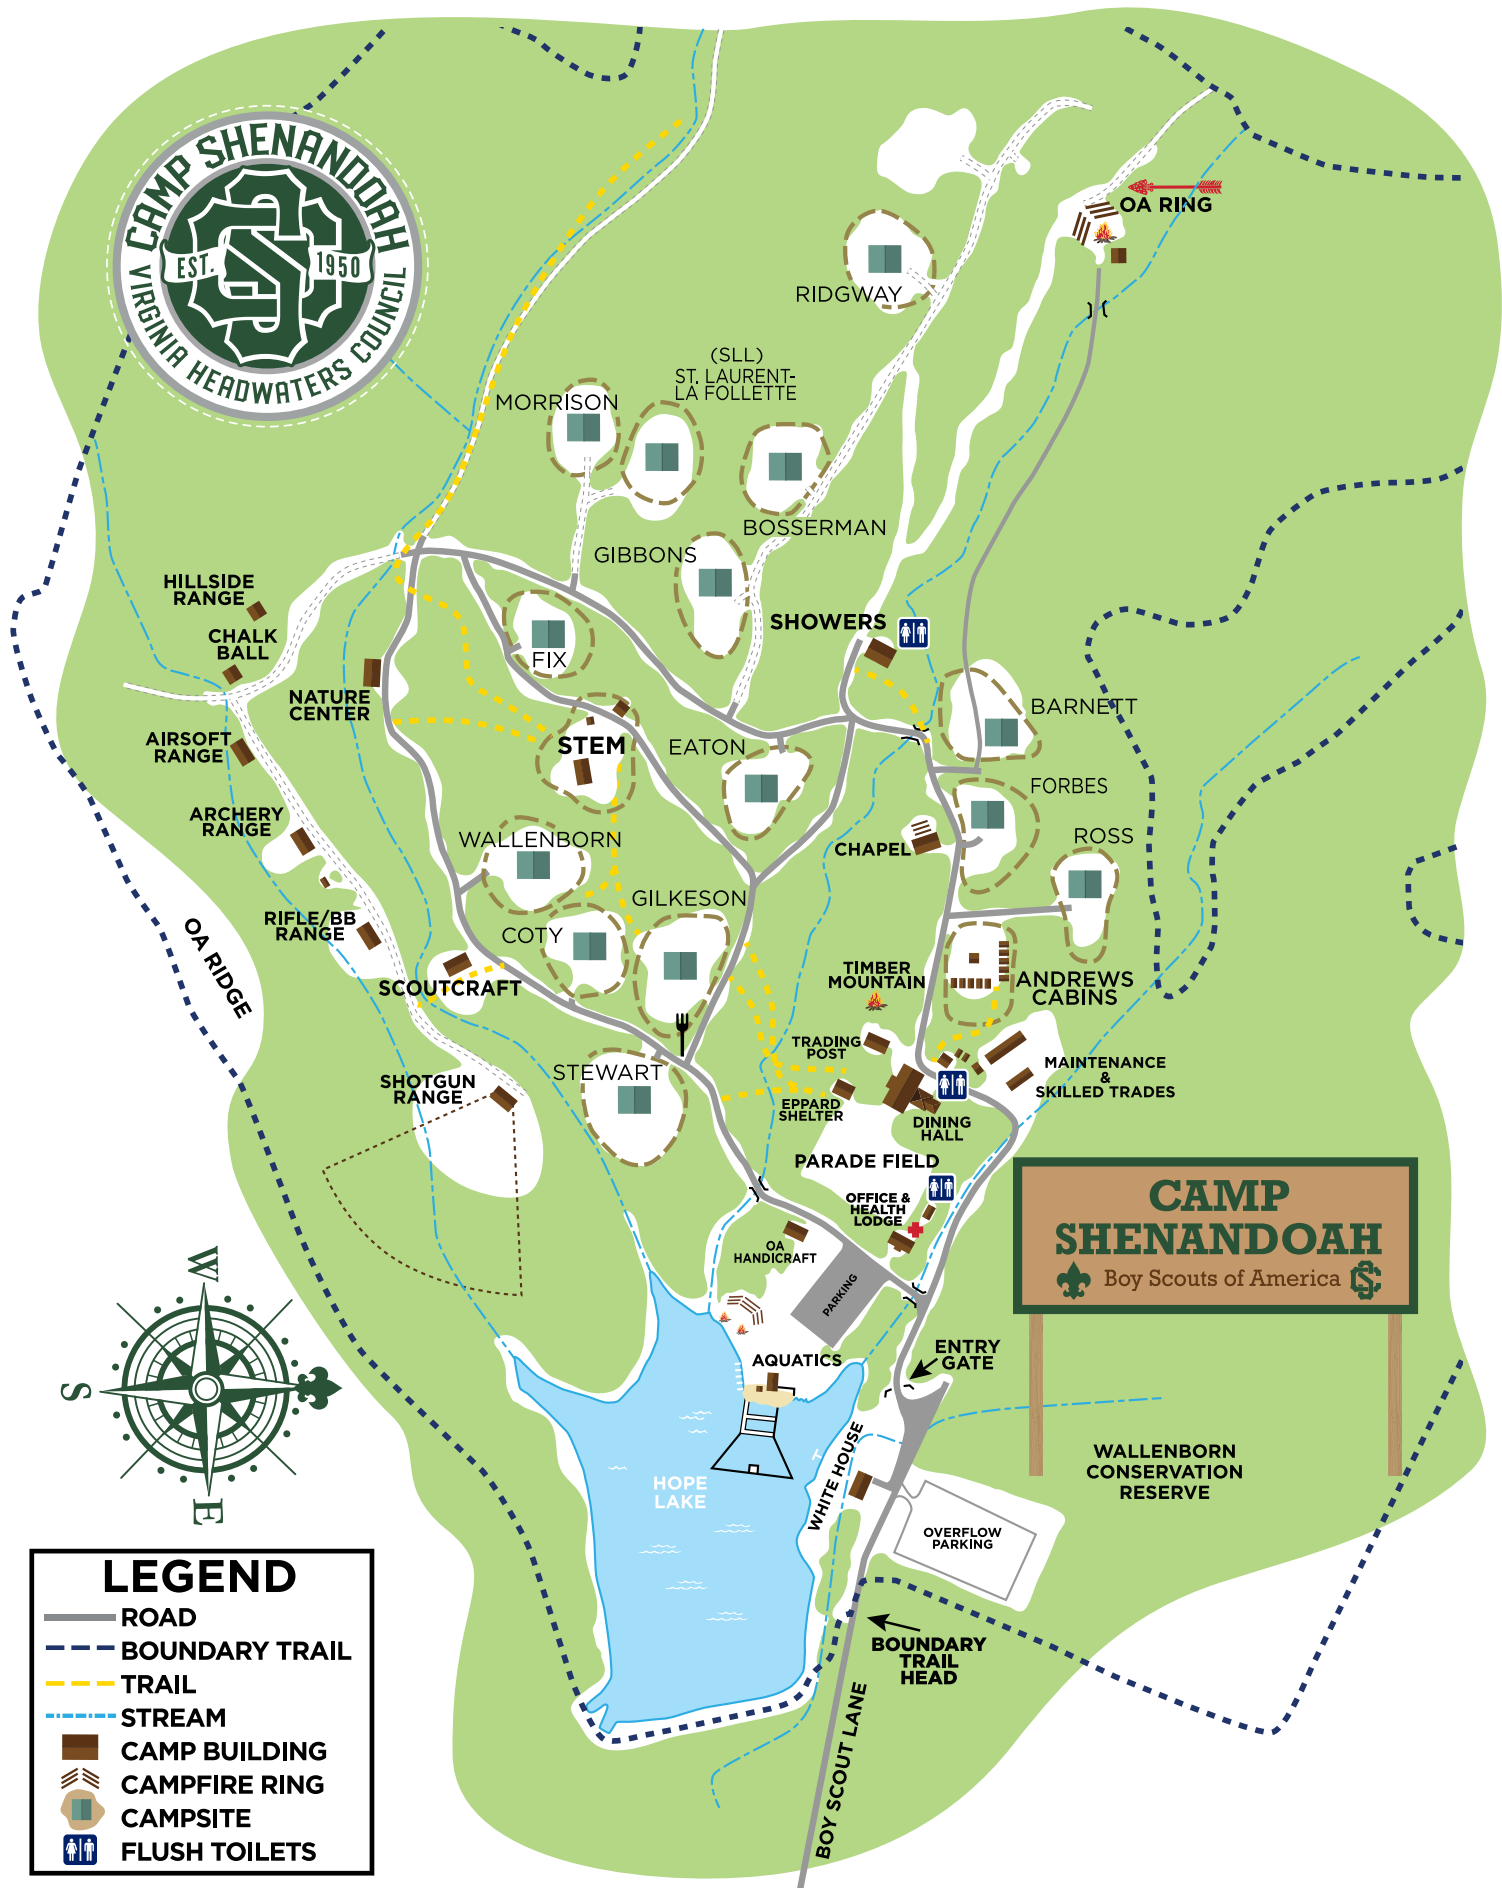 CAMP SHENANDOAH
EST. 1950
VIRGINIA HEADWATERS COUNCIL
OA RING
RIDGWAY
(SLL)
ST. LAURENT-
LA FOLLETTE
MORRISON
BOSSERMAN
GIBBONS
HILLSIDE
RANGE
CHALK
BALL
SHOWERS
FIX
NATURE
CENTER
BARNETT
AIRSOFT
RANGE
STEM
EATON
FORBES
ARCHERY
RANGE
WALLENBORN
CHAPEL
ROSS
GILKESON
RIFLE/BB
RANGE
COTY
OA RIDGE
SCOUTCRAFT
TIMBER
MOUNTAIN
ANDREWS
CABINS
TRADING
POST
MAINTENANCE
&
SKILLED TRADES
STEWART
SHOTGUN
RANGE
EPPARD
SHELTER
DINING
HALL
PARADE FIELD
OFFICE &
HEALTH
LODGE
OA
HANDICRAFT
PARKING
CAMP
SHENANDOAH
Boy Scouts of America
CS
W
S
E
ENTRY
GATE
AQUATICS
WHITE HOUSE
HOPE
LAKE
WALLENBORN
CONSERVATION
RESERVE
OVERFLOW
PARKING
BOUNDARY
TRAIL
HEAD
BOY SCOUT LANE
LEGEND
ROAD
BOUNDARY TRAIL
TRAIL
STREAM
CAMP BUILDING
CAMPFIRE RING
CAMPSITE
FLUSH TOILETS